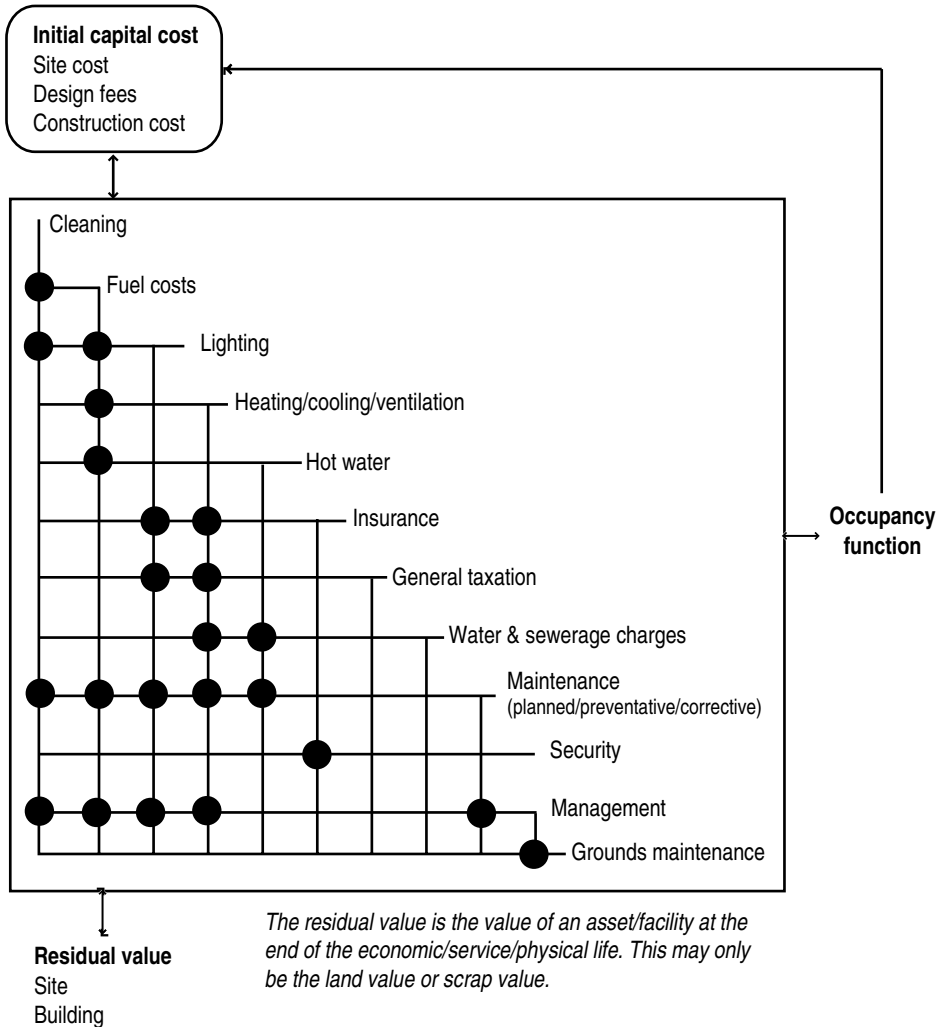 Initial capital cost
Site cost
Design fees
Construction cost
Cleaning
Fuel costs
Lighting
Heating/cooling/ventilation
Hot water
Insurance
Occupancy
function
General taxation
Water & sewerage charges
Maintenance
(planned/preventative/corrective)
Security
Management
Grounds maintenance
The residual value is the value of an asset/facility at the
end of the economic/service/physical life. This may only
be the land value or scrap value.
Residual value
Site
Building